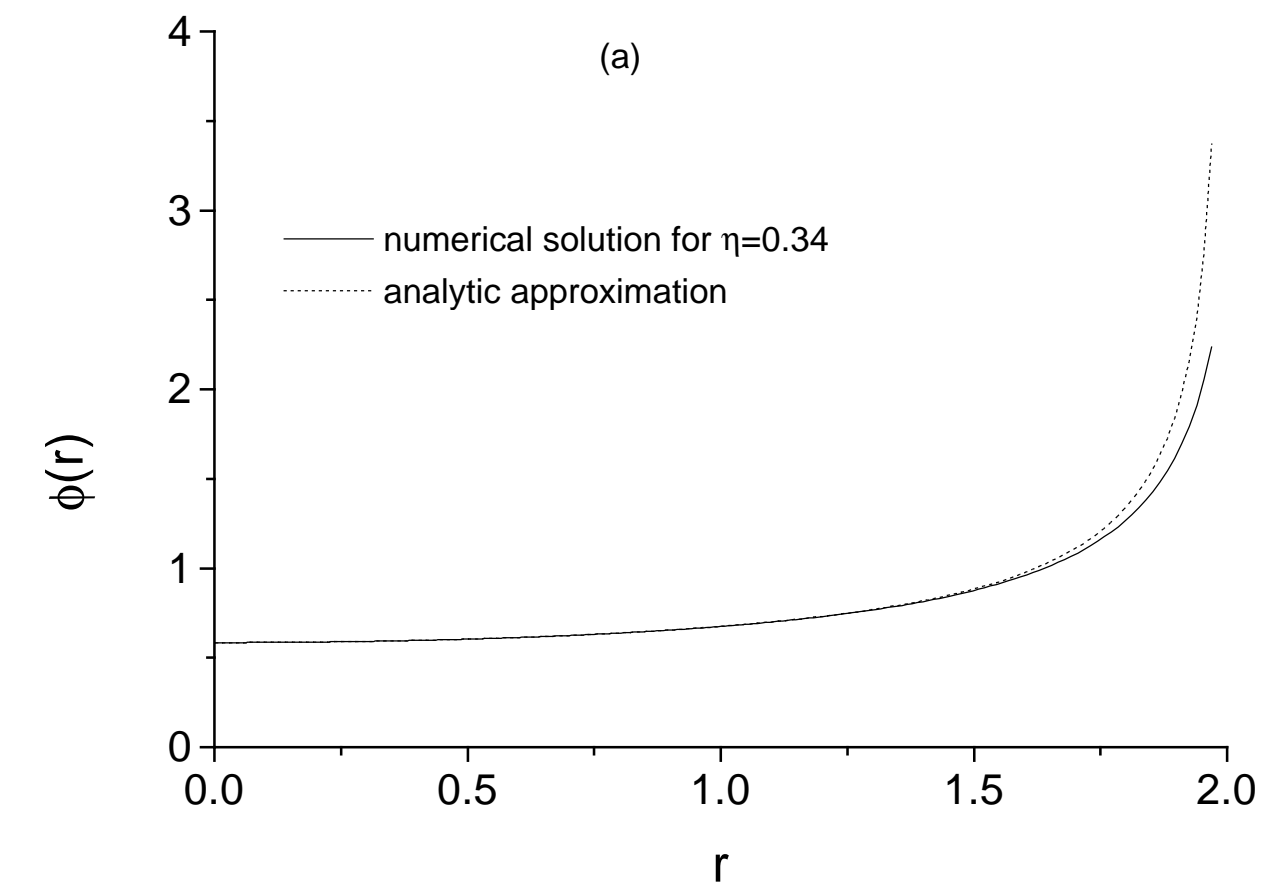 (a)
4
3
2
1
0
numerical solution for η=0.34
analytic approximation
ϕ(r)
0.0 0.5 1.0 1.5 2.0
r